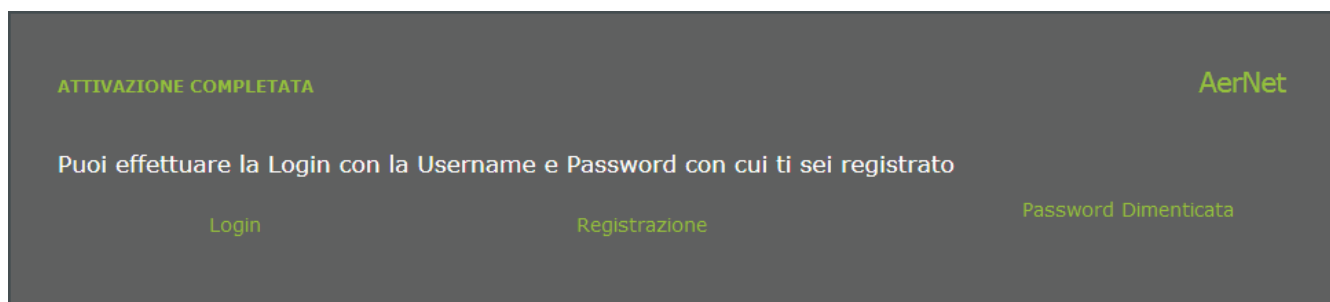 ATTIVAZIONE COMPLETATA
AerNet
Puoi effettuare la Login con la Username e Password con cui ti sei registrato
Login
Registrazione
Password Dimenticata